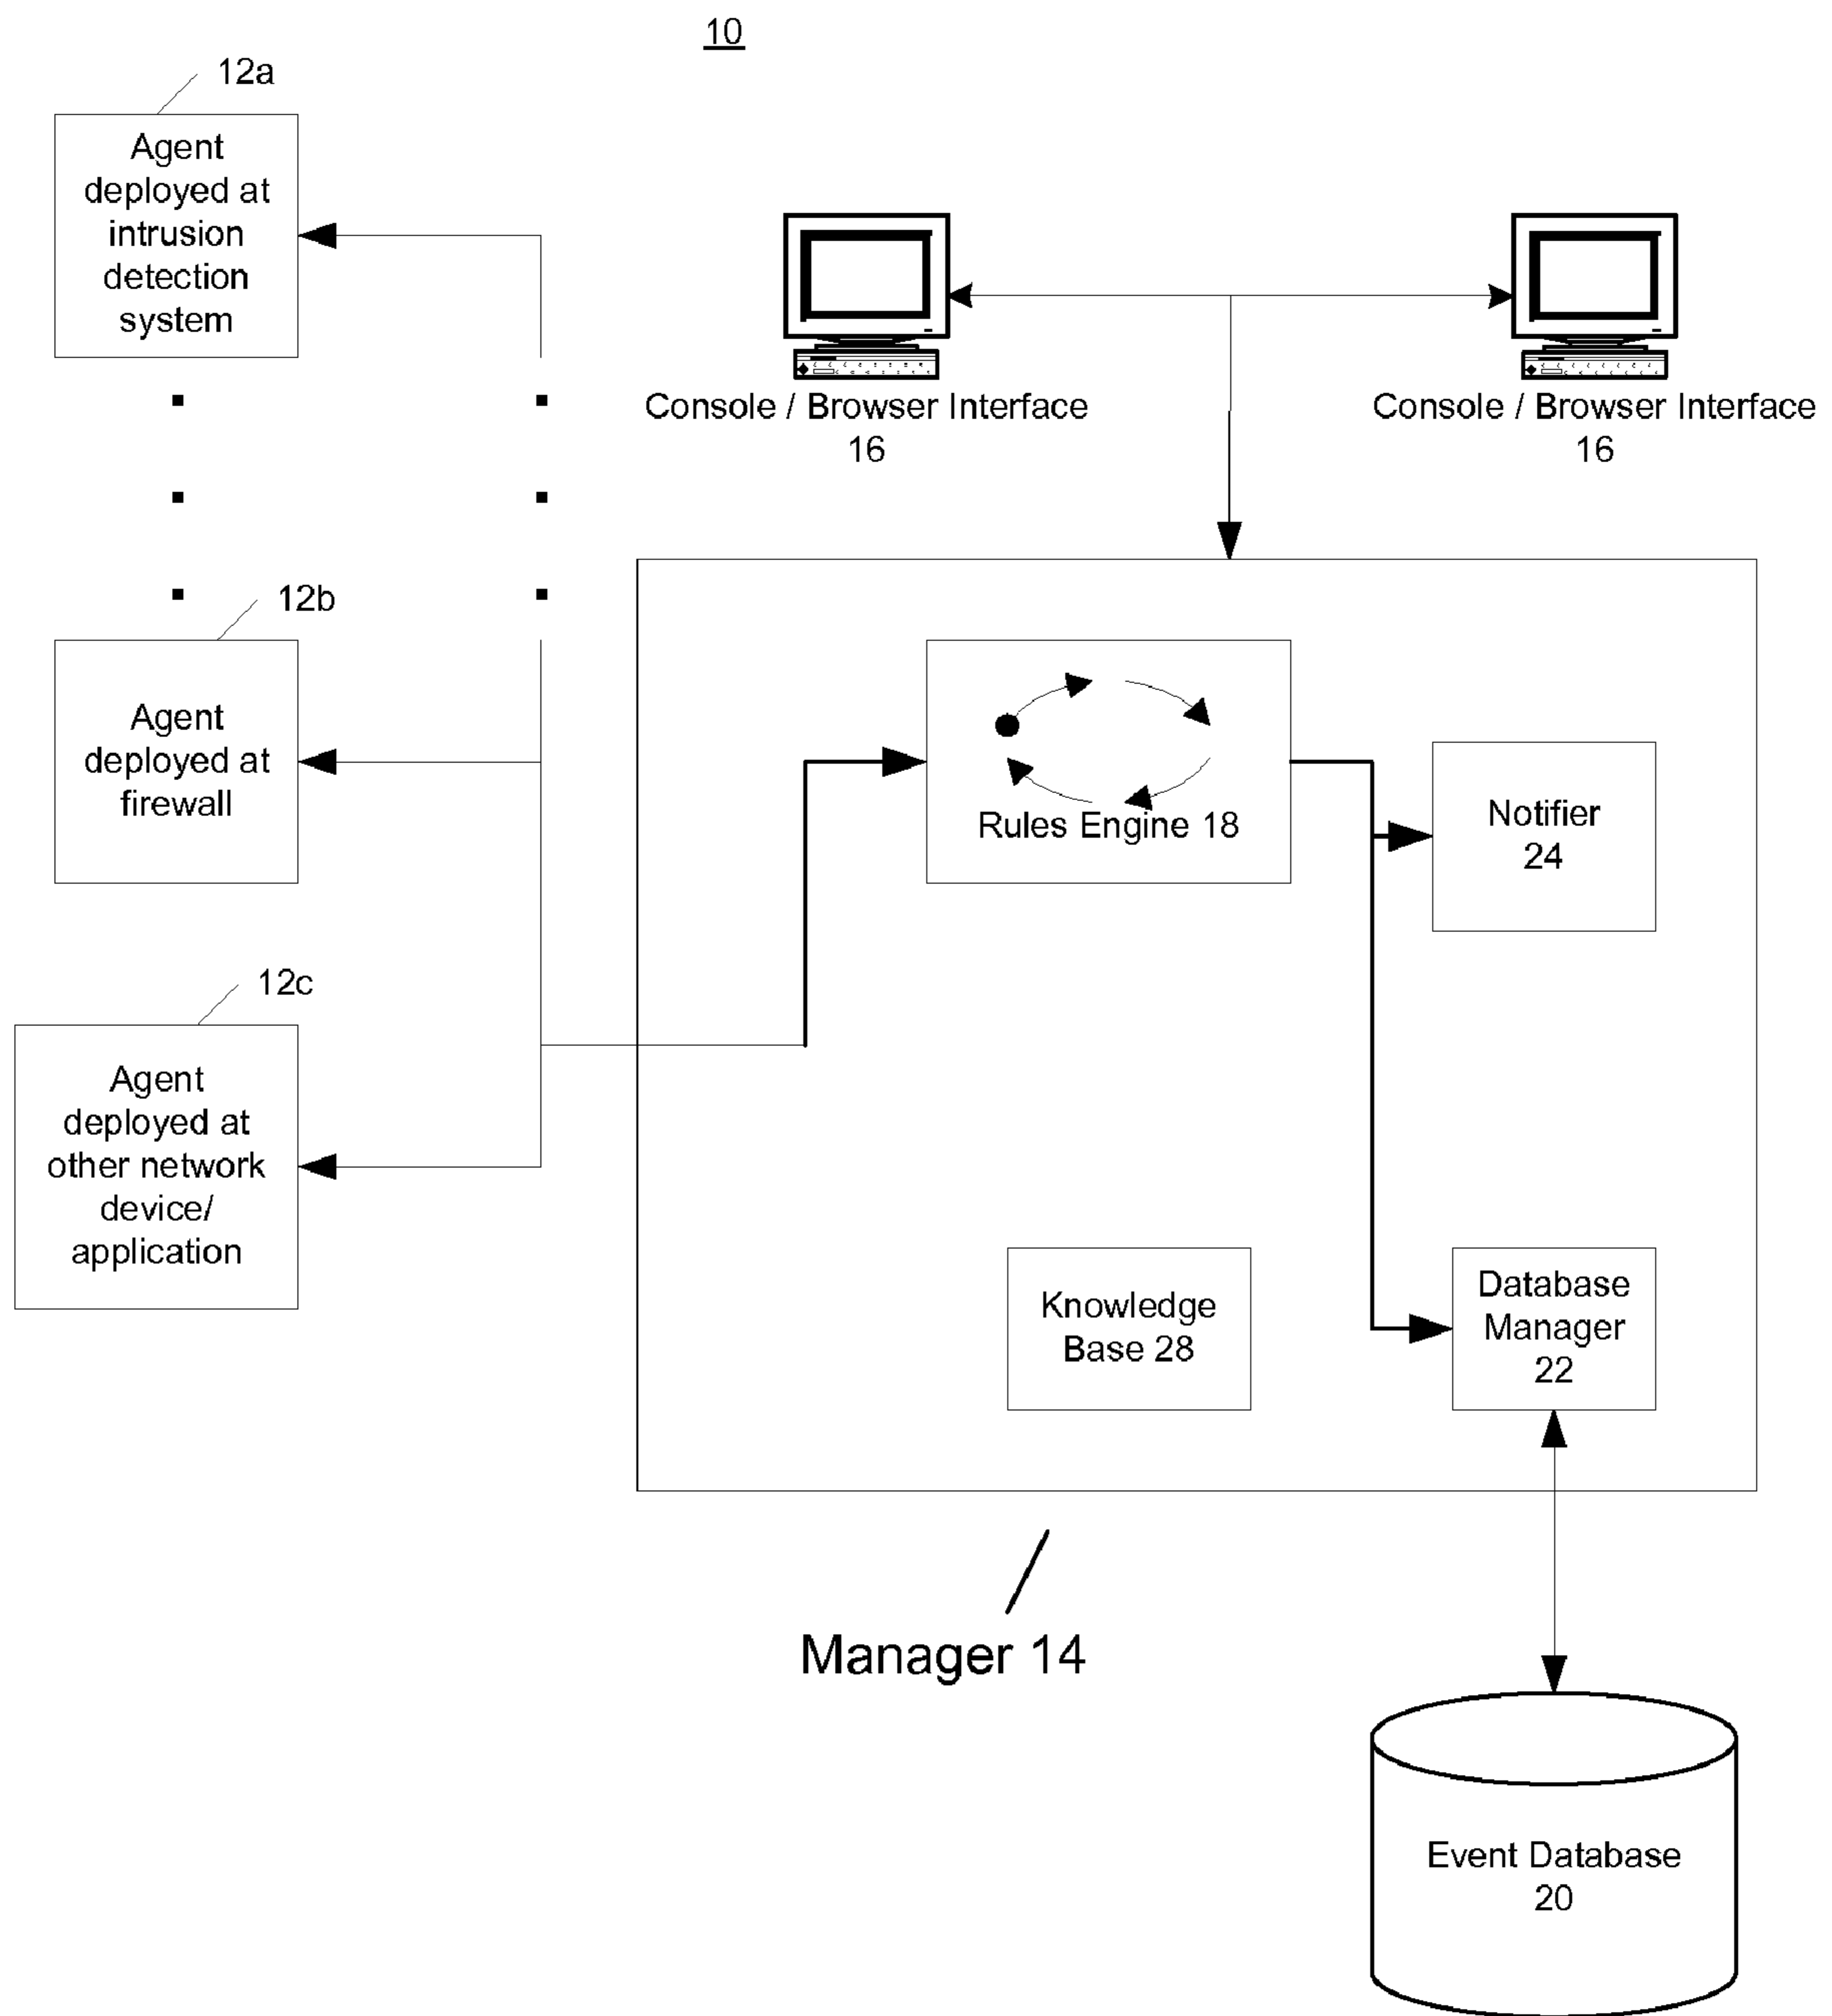 10
12a
Agent
deployed at
intrusion
detection
system
Console / Browser Interface
16
Console / Browser Interface
16
12b
Agent
deployed at
firewall
Rules Engine 18
Notifier
24
12c
Agent
deployed at
other network
device/
application
Knowledge
Base 28
Database
Manager
22
Manager 14
Event Database
20